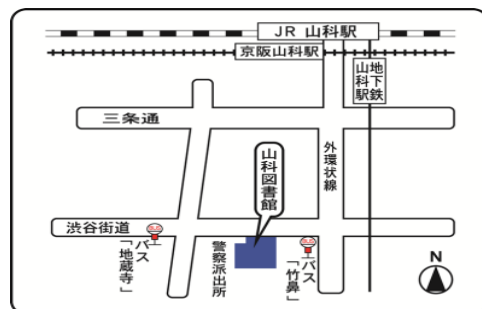 JR 山科駅
京阪山科駅
地下鉄
山科駅
三条通
外環状線
山科図書館
渋谷街道
バス
「地蔵寺」
警察派出所
バス
「竹鼻」
N